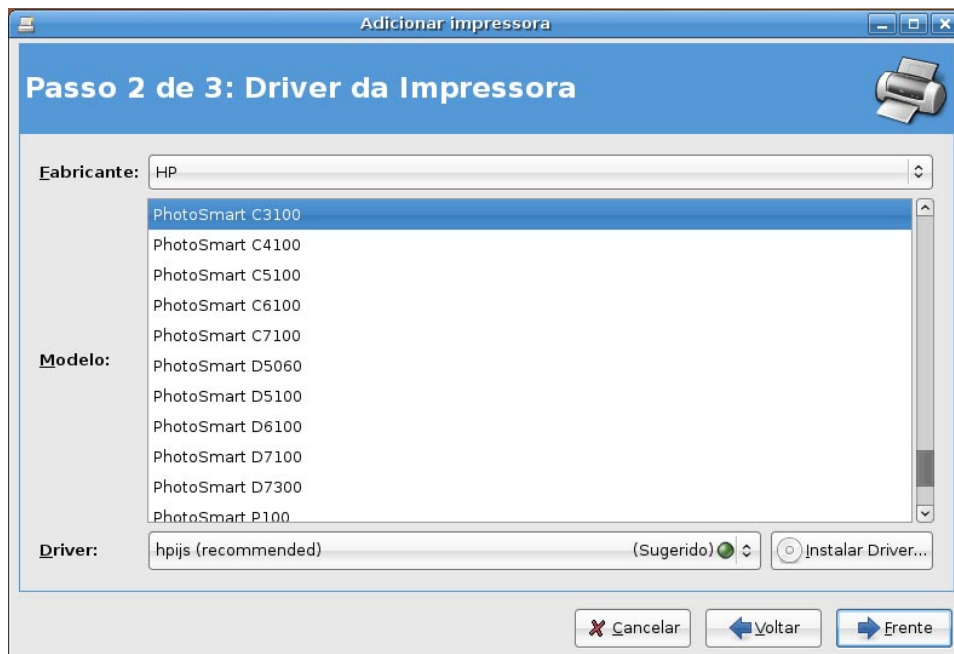 Adicionar impressora
Passo 2 de 3: Driver da Impressora
Fabricante: HP
PhotoSmart C3100
PhotoSmart C4100
PhotoSmart C5100
PhotoSmart C6100
PhotoSmart C7100
Modelo: PhotoSmart D5060
PhotoSmart D5100
PhotoSmart D6100
PhotoSmart D7100
PhotoSmart D7300
PhotoSmart P100
Driver: hpijs (recommended) (Sugerido) Instalar Driver...
Cancelar Voltar Frente